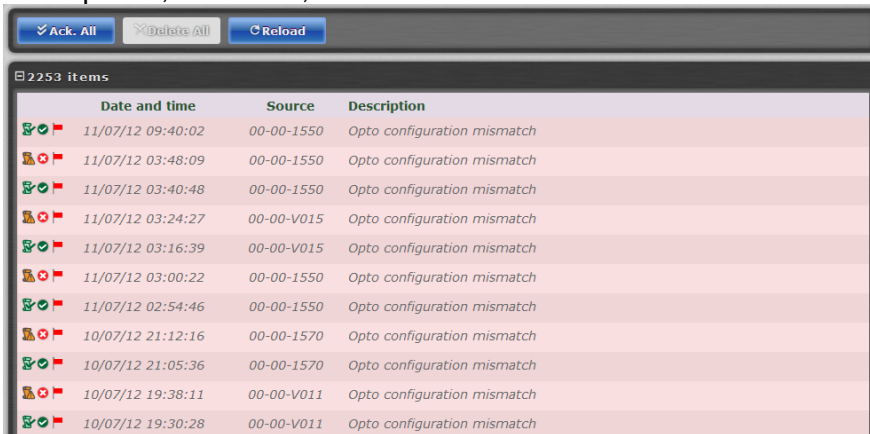 Ack. All Delete All Reload
2253 items
Date and time Source Description
11/07/12 09:40:02 00-00-1550 Opto configuration mismatch
11/07/12 03:48:09 00-00-1550 Opto configuration mismatch
11/07/12 03:40:48 00-00-1550 Opto configuration mismatch
11/07/12 03:24:27 00-00-V015 Opto configuration mismatch
11/07/12 03:16:39 00-00-V015 Opto configuration mismatch
11/07/12 03:00:22 00-00-1550 Opto configuration mismatch
11/07/12 02:54:46 00-00-1550 Opto configuration mismatch
10/07/12 21:12:16 00-00-1570 Opto configuration mismatch
10/07/12 21:05:36 00-00-1570 Opto configuration mismatch
10/07/12 19:38:11 00-00-V011 Opto configuration mismatch
10/07/12 19:30:28 00-00-V011 Opto configuration mismatch